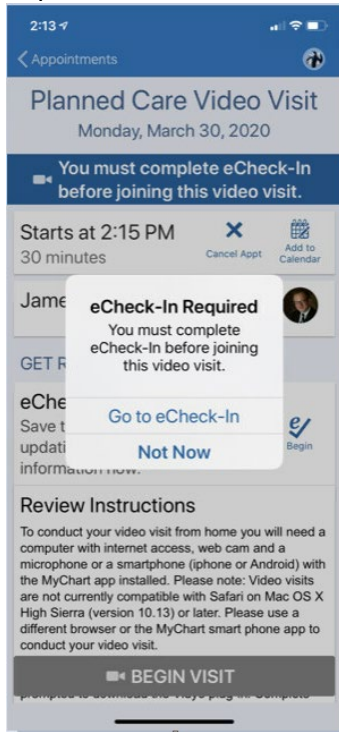 2:13
Appointments
Planned Care Video Visit
Monday, March 30, 2020
You must complete eCheck-In
before joining this video visit.
Starts at 2:15 PM
30 minutes
Cancel Appt
Add to
Calendar
Jame
eCheck-In Required
You must complete
eCheck-In before joining
this video visit.
Go to eCheck-In
Not Now
GET R
eChe
Save t
updati
information now.
Begin
Review Instructions
To conduct your video visit from home you will need a
computer with internet access, web cam and a
microphone or a smartphone (iphone or Android) with
the MyChart app installed. Please note: Video visits
are not currently compatible with Safari on Mac OS X
High Sierra (version 10.13) or later. Please use a
different browser or the MyChart smart phone app to
conduct your video visit.
BEGIN VISIT